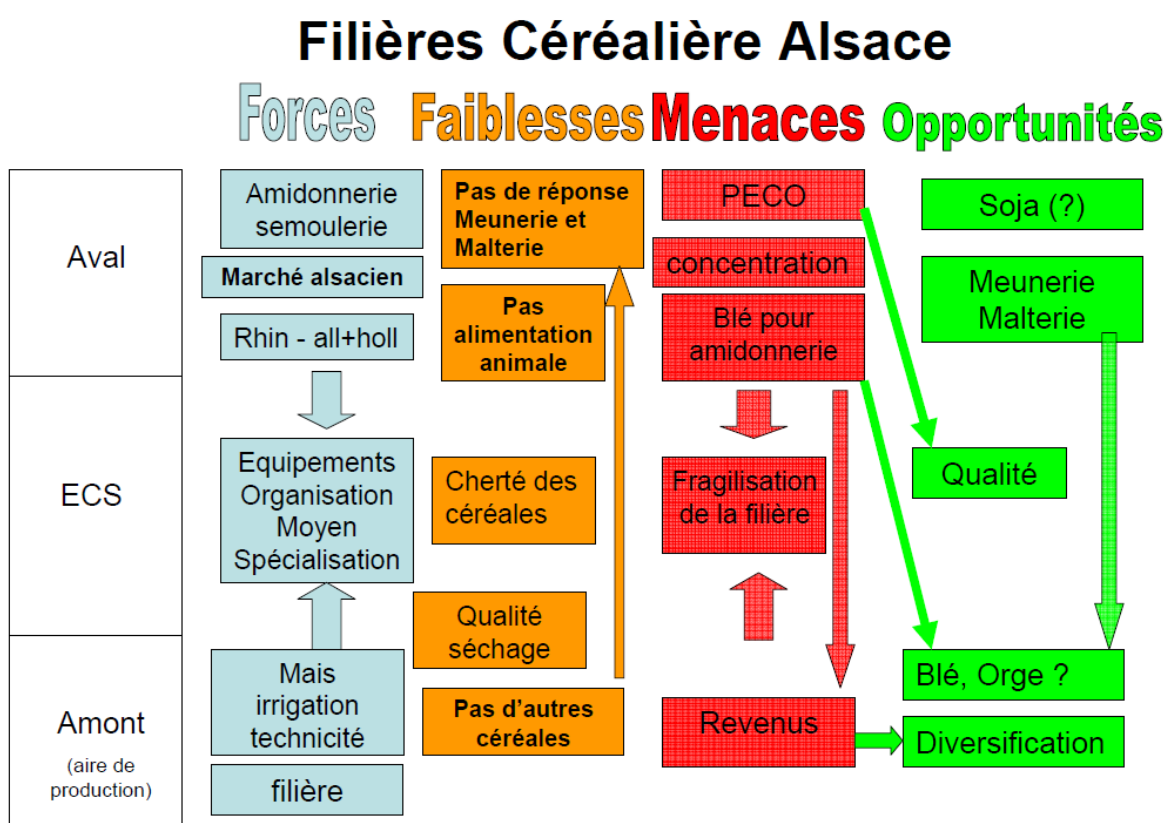 Filières Céréalière Alsace
Forces
Faiblesses
Menaces
Opportunités
Aval
ECS
Amont
(aire de
production)
Amidonnerie
semoulerie
Marché alsacien
Rhin - all+holl
Equipements
Organisation
Moyen
Spécialisation
Mais
irrigation
technicité
filière
Pas de réponse
Meunerie et
Malterie
Pas
alimentation
animale
Cherté des
céréales
Qualité
séchage
Pas d'autres
céréales
PECO
concentration
Blé pour
amidonnerie
Fragilisation
de la filière
Revenus
Soja (?)
Meunerie
Malterie
Qualité
Blé, Orge ?
Diversification